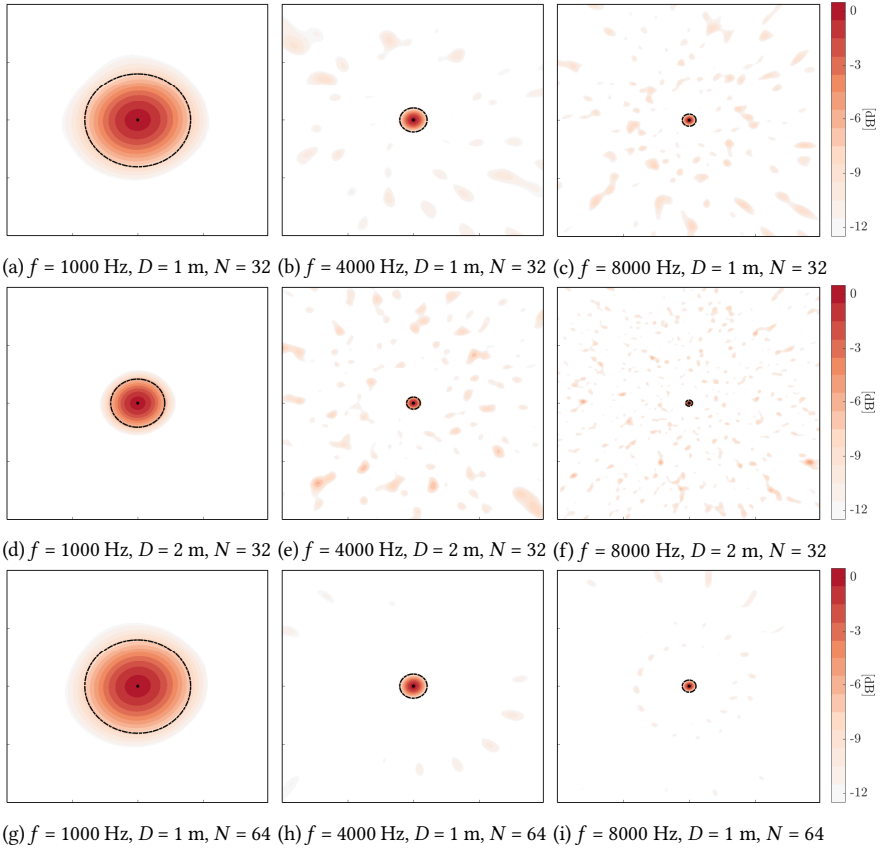 0
-3
-6
-9
-12
[dB]
(a) f = 1000 Hz, D = 1 m, N = 32
(b) f = 4000 Hz, D = 1 m, N = 32
(c) f = 8000 Hz, D = 1 m, N = 32
0
-3
-6
-9
-12
[dB]
(d) f = 1000 Hz, D = 2 m, N = 32
(e) f = 4000 Hz, D = 2 m, N = 32
(f) f = 8000 Hz, D = 2 m, N = 32
0
-3
-6
-9
-12
[dB]
(g) f = 1000 Hz, D = 1 m, N = 64
(h) f = 4000 Hz, D = 1 m, N = 64
(i) f = 8000 Hz, D = 1 m, N = 64